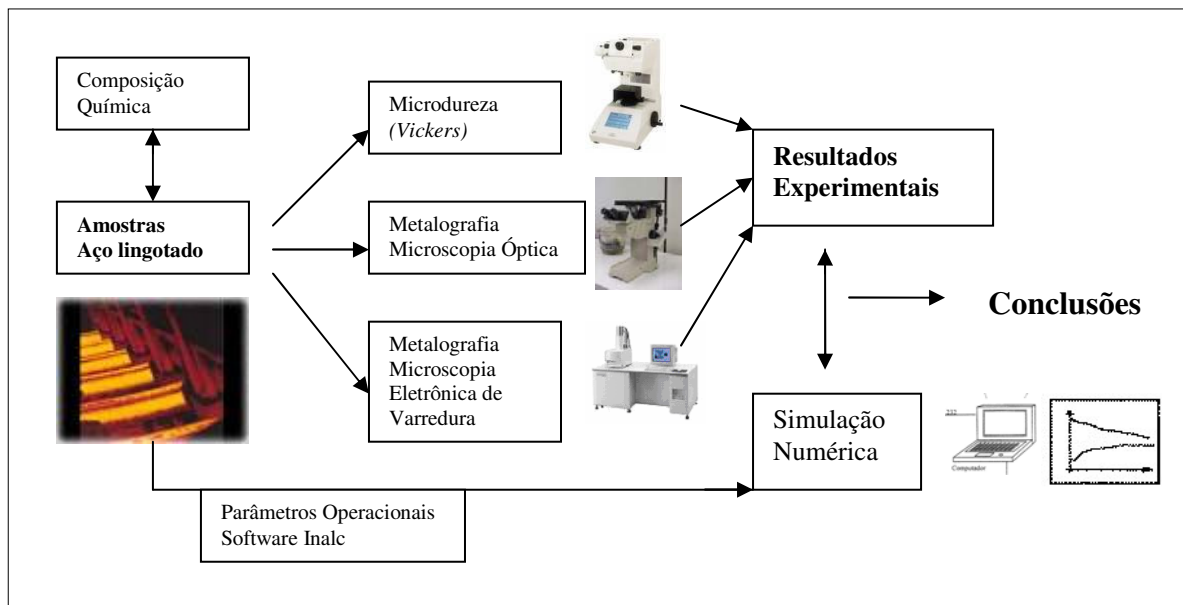 Composição
Química
Amostras
Aço lingotado
Microdureza
(Vickers)
Metalografia
Microscopia Óptica
Metalografia
Microscopia
Eletrônica de
Varredura
Resultados
Experimentais
Conclusões
Simulação
Numérica
Computador
Parâmetros Operacionais
Software Inalc